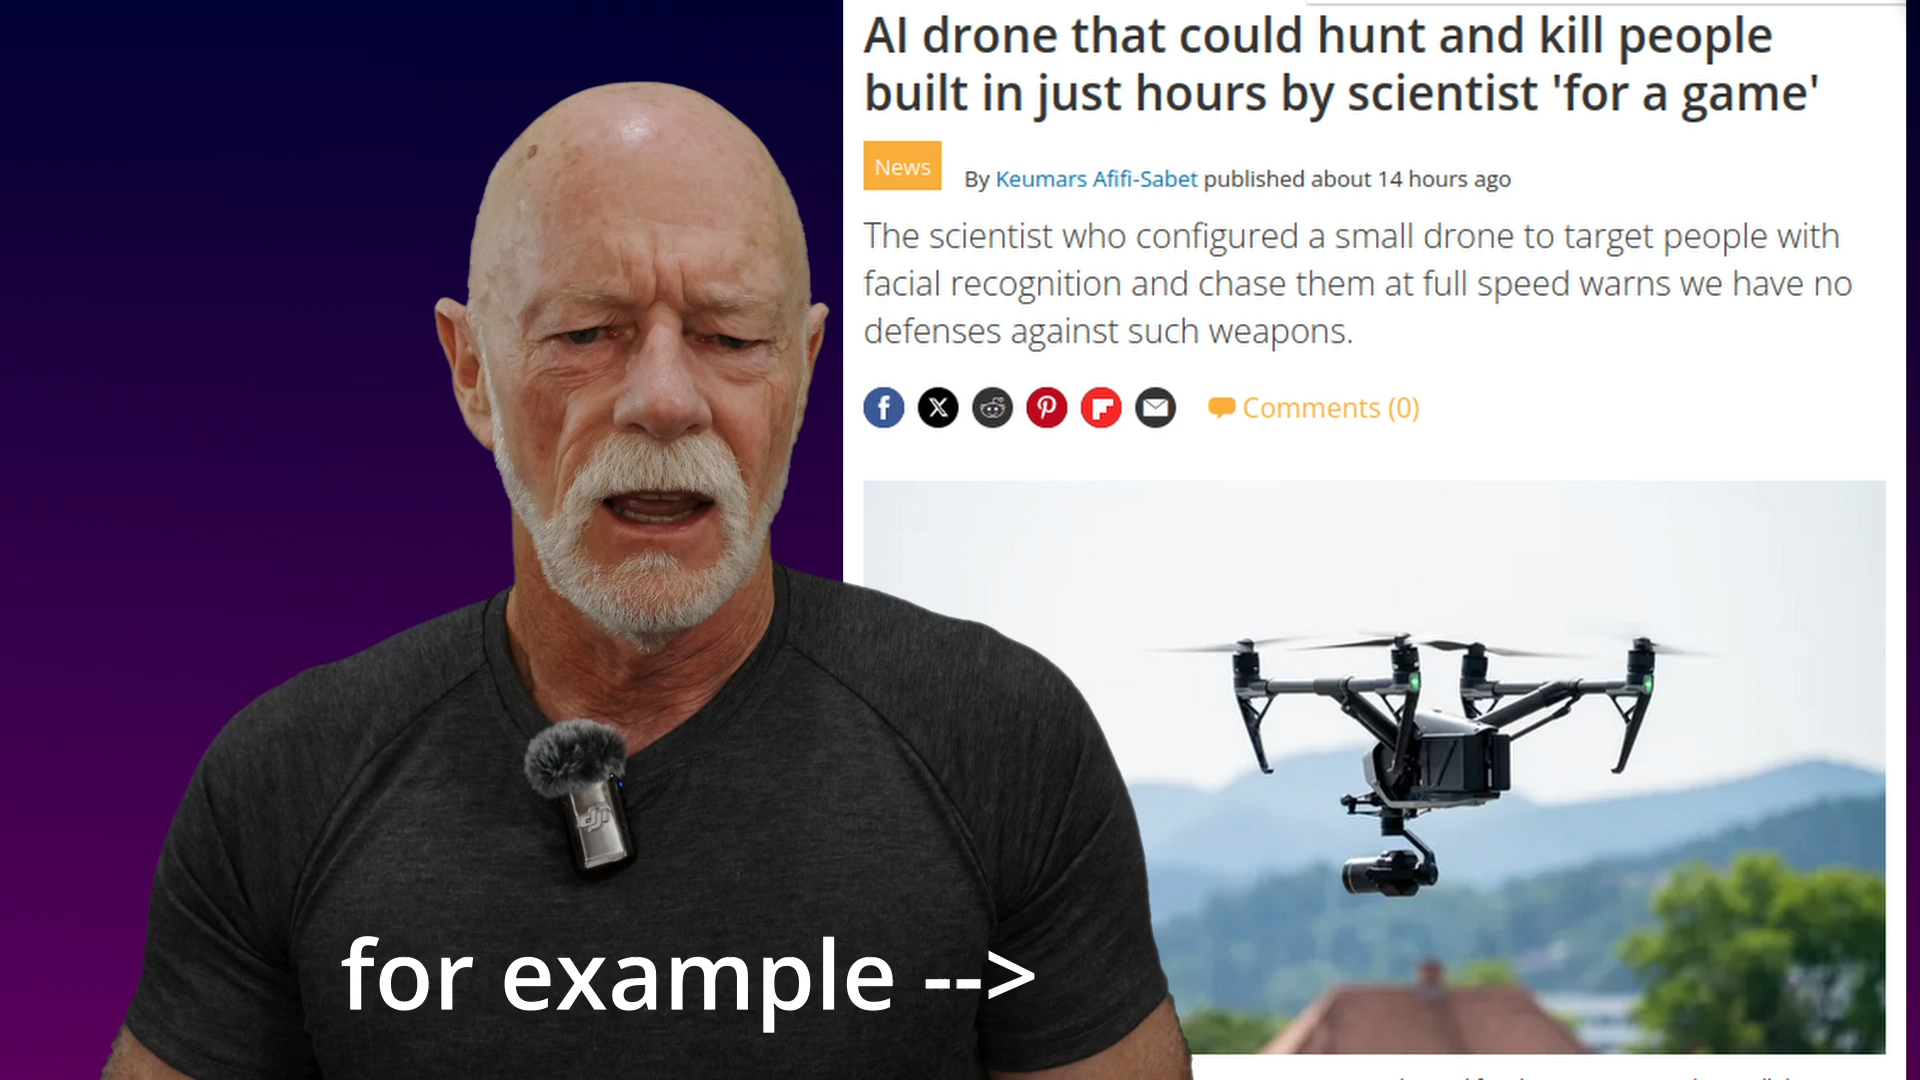 AI drone that could hunt and kill people
built in just hours by scientist 'for a game'
News
By Keumars Afifi-Sabet published about 14 hours ago
The scientist who configured a small drone to target people with
facial recognition and chase them at full speed warns we have no
defenses against such weapons.
Comments (0)
dji
for example -->